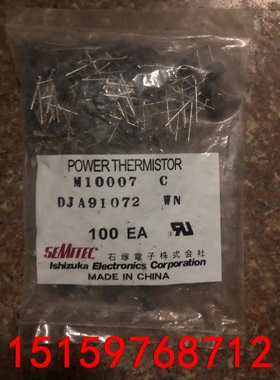 POWER THERMISTOR
M10007 C
DJA91072 WN
100 EA
SEMITEC 石塚電子株式会社
Ishizuka Electronics Corporation
MADE IN CHINA
15159768712